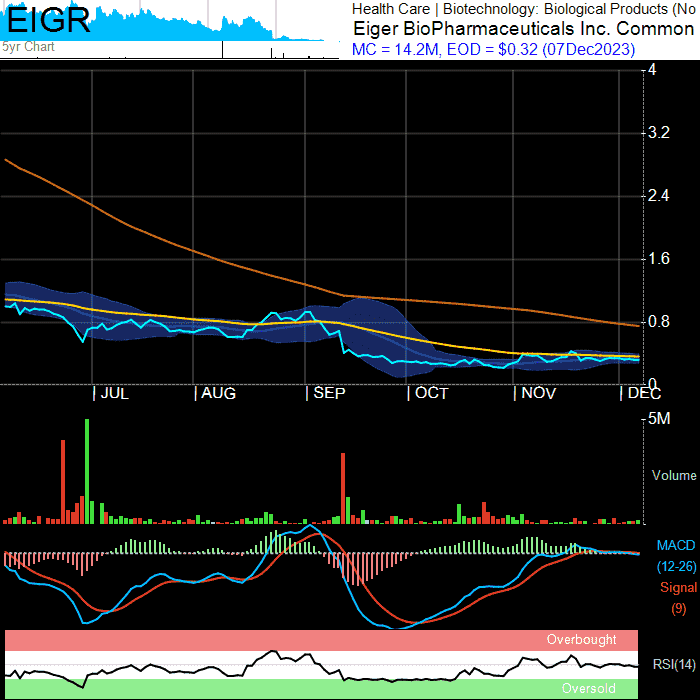 EIGR
5yr Chart
Health Care | Biotechnology: Biological Products (No
Eiger BioPharmaceuticals Inc. Common
MC = 14.2M, EOD = $0.32 (07Dec2023)
4
3.2
2.4
1.6
0.8
0
| JUL | AUG | SEP | OCT | NOV | DEC
5M
Volume
MACD
(12-26)
Signal
(9)
Overbought
RSI(14)
Oversold